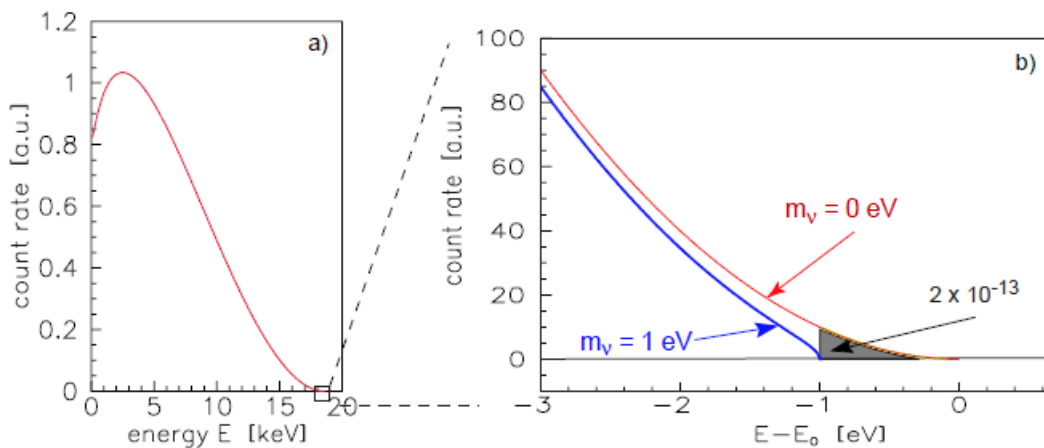 a)
count rate [a.u.]
1.2
1
0.8
0.6
0.4
0.2
0
0 5 10 15 20
energy E [keV]
b)
count rate [a.u.]
100
80
60
40
20
0
mᵥ = 0 eV
2 x 10⁻¹³
mᵥ = 1 eV
−3 −2 −1 0
E−E₀ [eV]